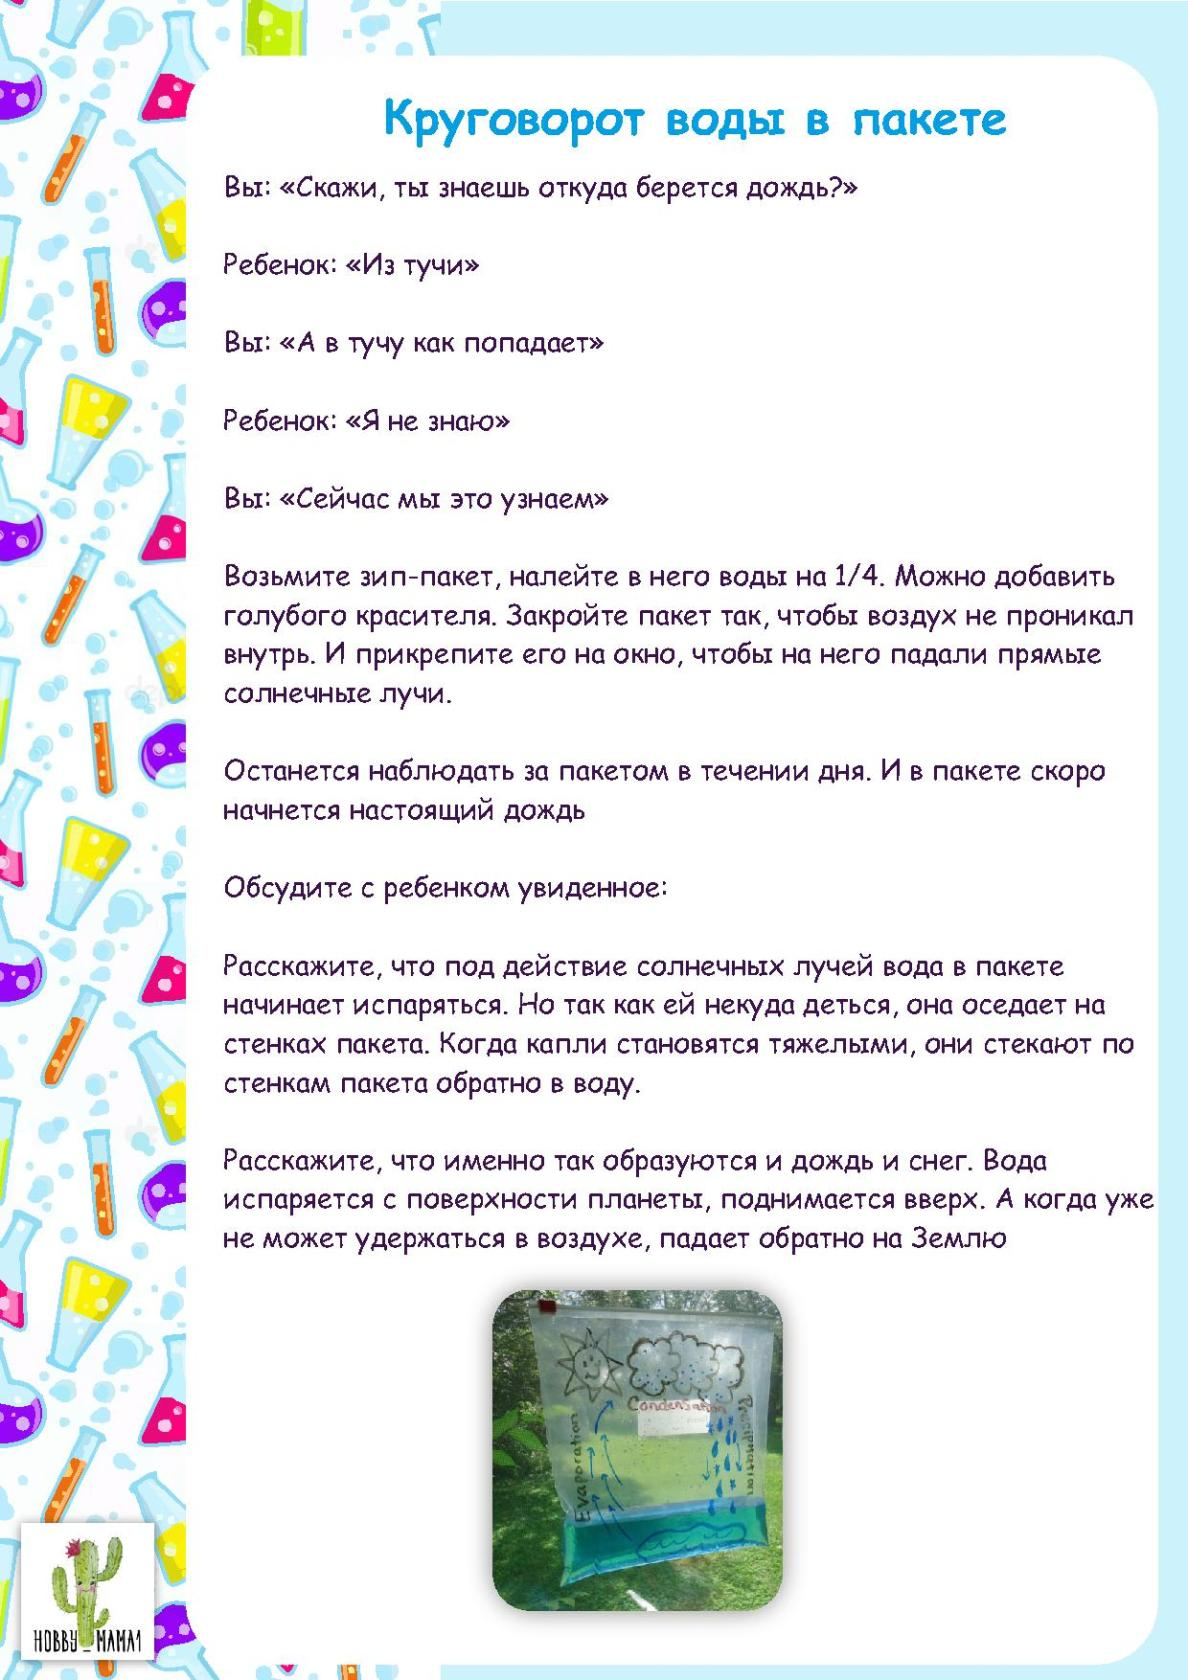 Круговорот воды в пакете
Вы: «Скажи, ты знаешь откуда берется дождь?»
Ребенок: «Из тучи»
Вы: «А в тучу как попадает»
Ребенок: «Я не знаю»
Вы: «Сейчас мы это узнаем»
Возьмите зип-пакет, налейте в него воды на 1/4. Можно добавить
голубого красителя. Закройте пакет так, чтобы воздух не проникал
внутрь. И прикрепите его на окно, чтобы на него падали прямые
солнечные лучи.
Останется наблюдать за пакетом в течении дня. И в пакете скоро
начнется настоящий дождь
Обсудите с ребенком увиденное:
Расскажите, что под действие солнечных лучей вода в пакете
начинает испаряться. Но так как ей некуда деться, она оседает на
стенках пакета. Когда капли становятся тяжелыми, они стекают по
стенкам пакета обратно в воду.
Расскажите, что именно так образуются и дождь и снег. Вода
испаряется с поверхности планеты, поднимается вверх. А когда уже
не может удержаться в воздухе, падает обратно на Землю
Condensation
Evaporation
Precipitation
HOBBY_MAMA1